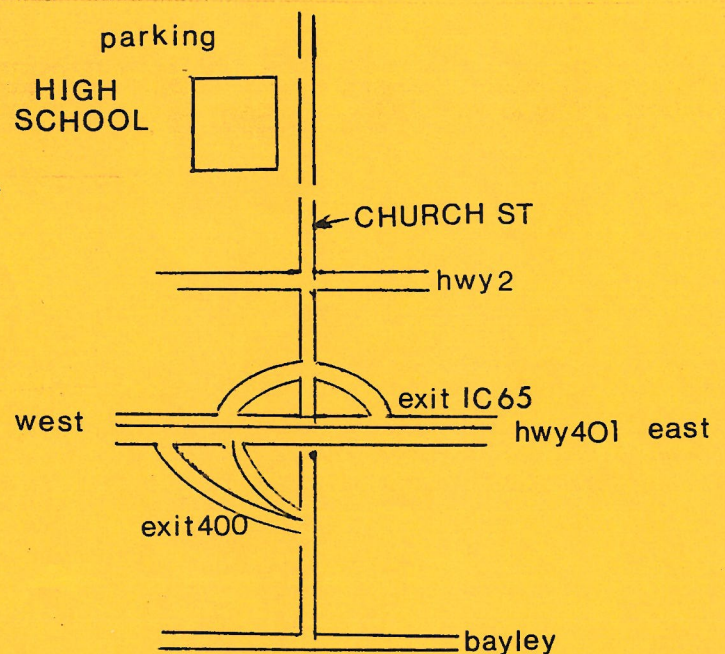 parking
HIGH
SCHOOL
CHURCH ST
hwy2
exit IC65
west
hwy401 east
exit400
bayley